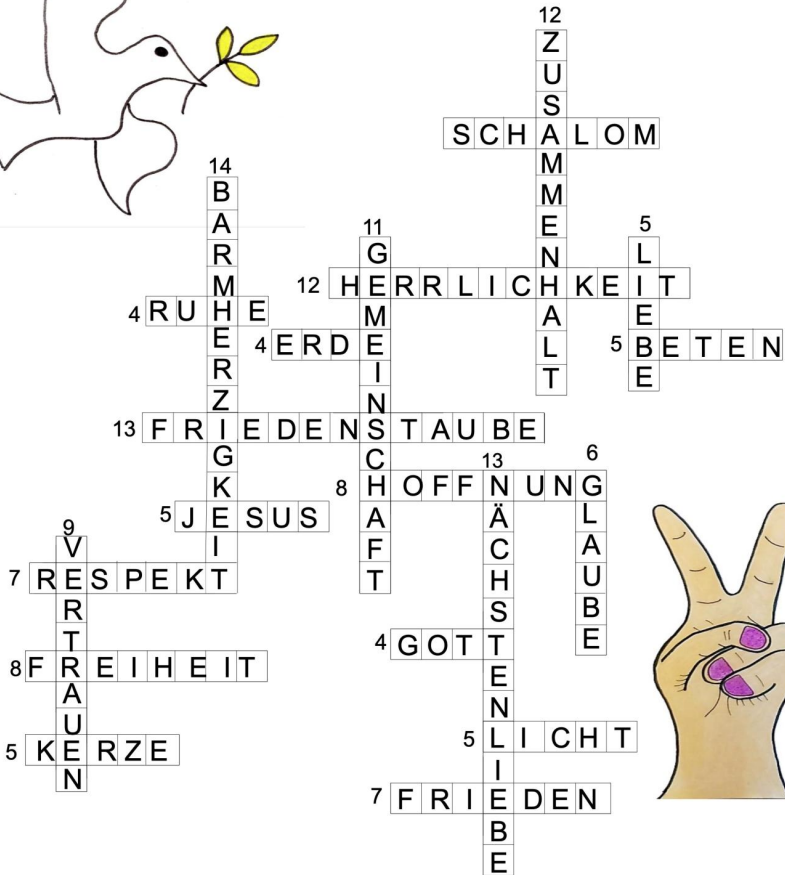 12
ZUSAMMENHALT
SCHALOM
14
BARMHERZIGKEIT
11
GEMEINSCHAFT
5
LIEBE
12 HERRLICHKEIT
4 RUHE
4 ERDE
5 BETEN
13 FRIEDENSTAUBE
13
NÄCHSTENLIEBE
6
GLAUBE
8 HOFFNUNG
5 JESUS
9
VERTRAUEN
7 RESPEKT
4 GOTT
8 FREIHEIT
5 LICHT
5 KERZE
7 FRIEDEN